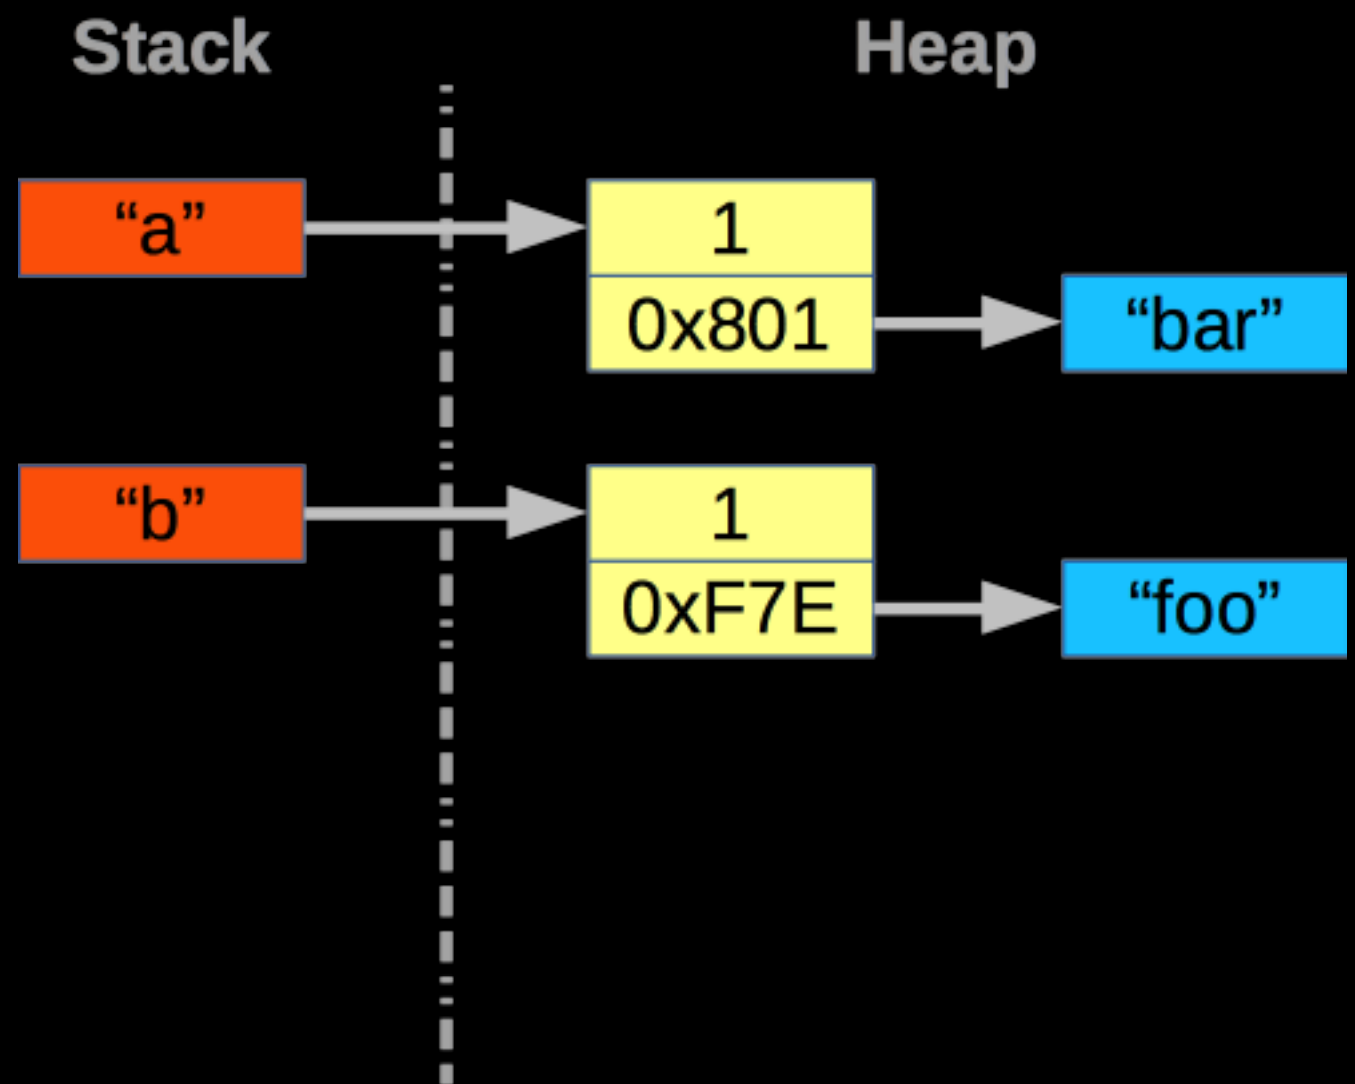 Stack
Heap
“a”
1
0x801
“bar”
“b”
1
0xF7E
“foo”